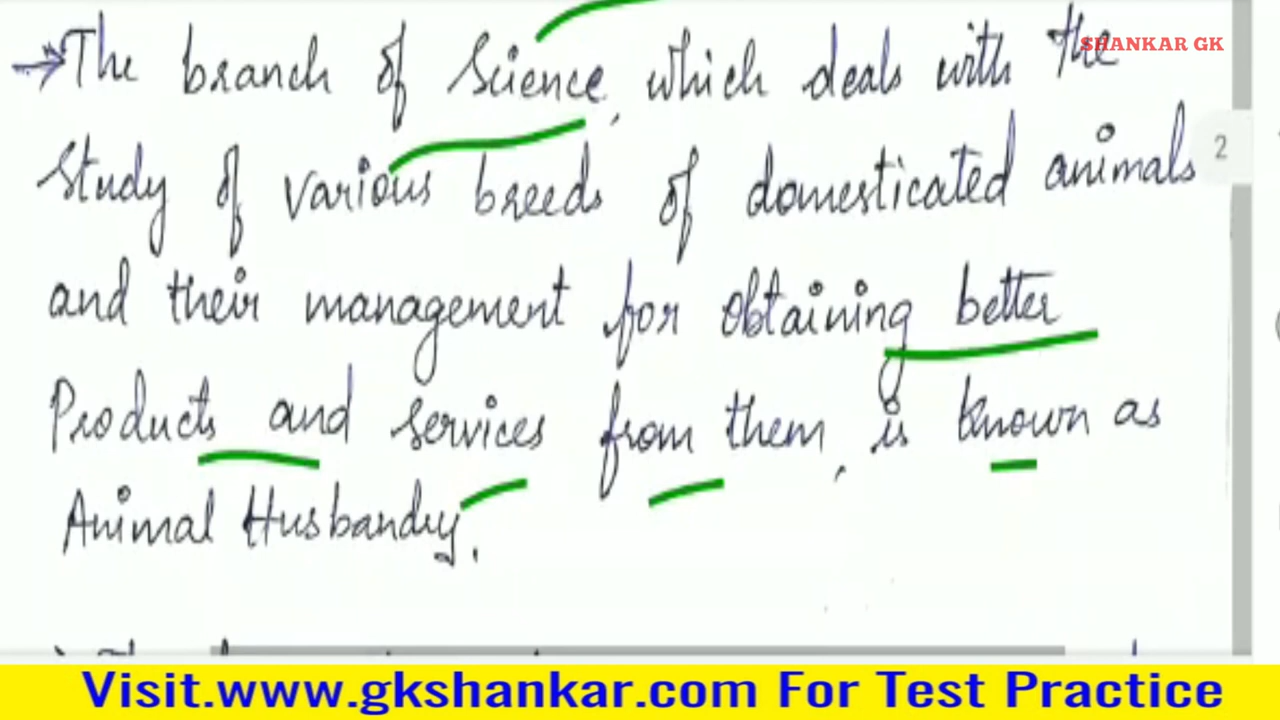 SHANKAR GK
→The branch of Science, which deals with the
Study of various breeds of domesticated animals
2
and their management for obtaining better
Products and services from them, is known as
Animal Husbandry.
Visit.www.gkshankar.com For Test Practice